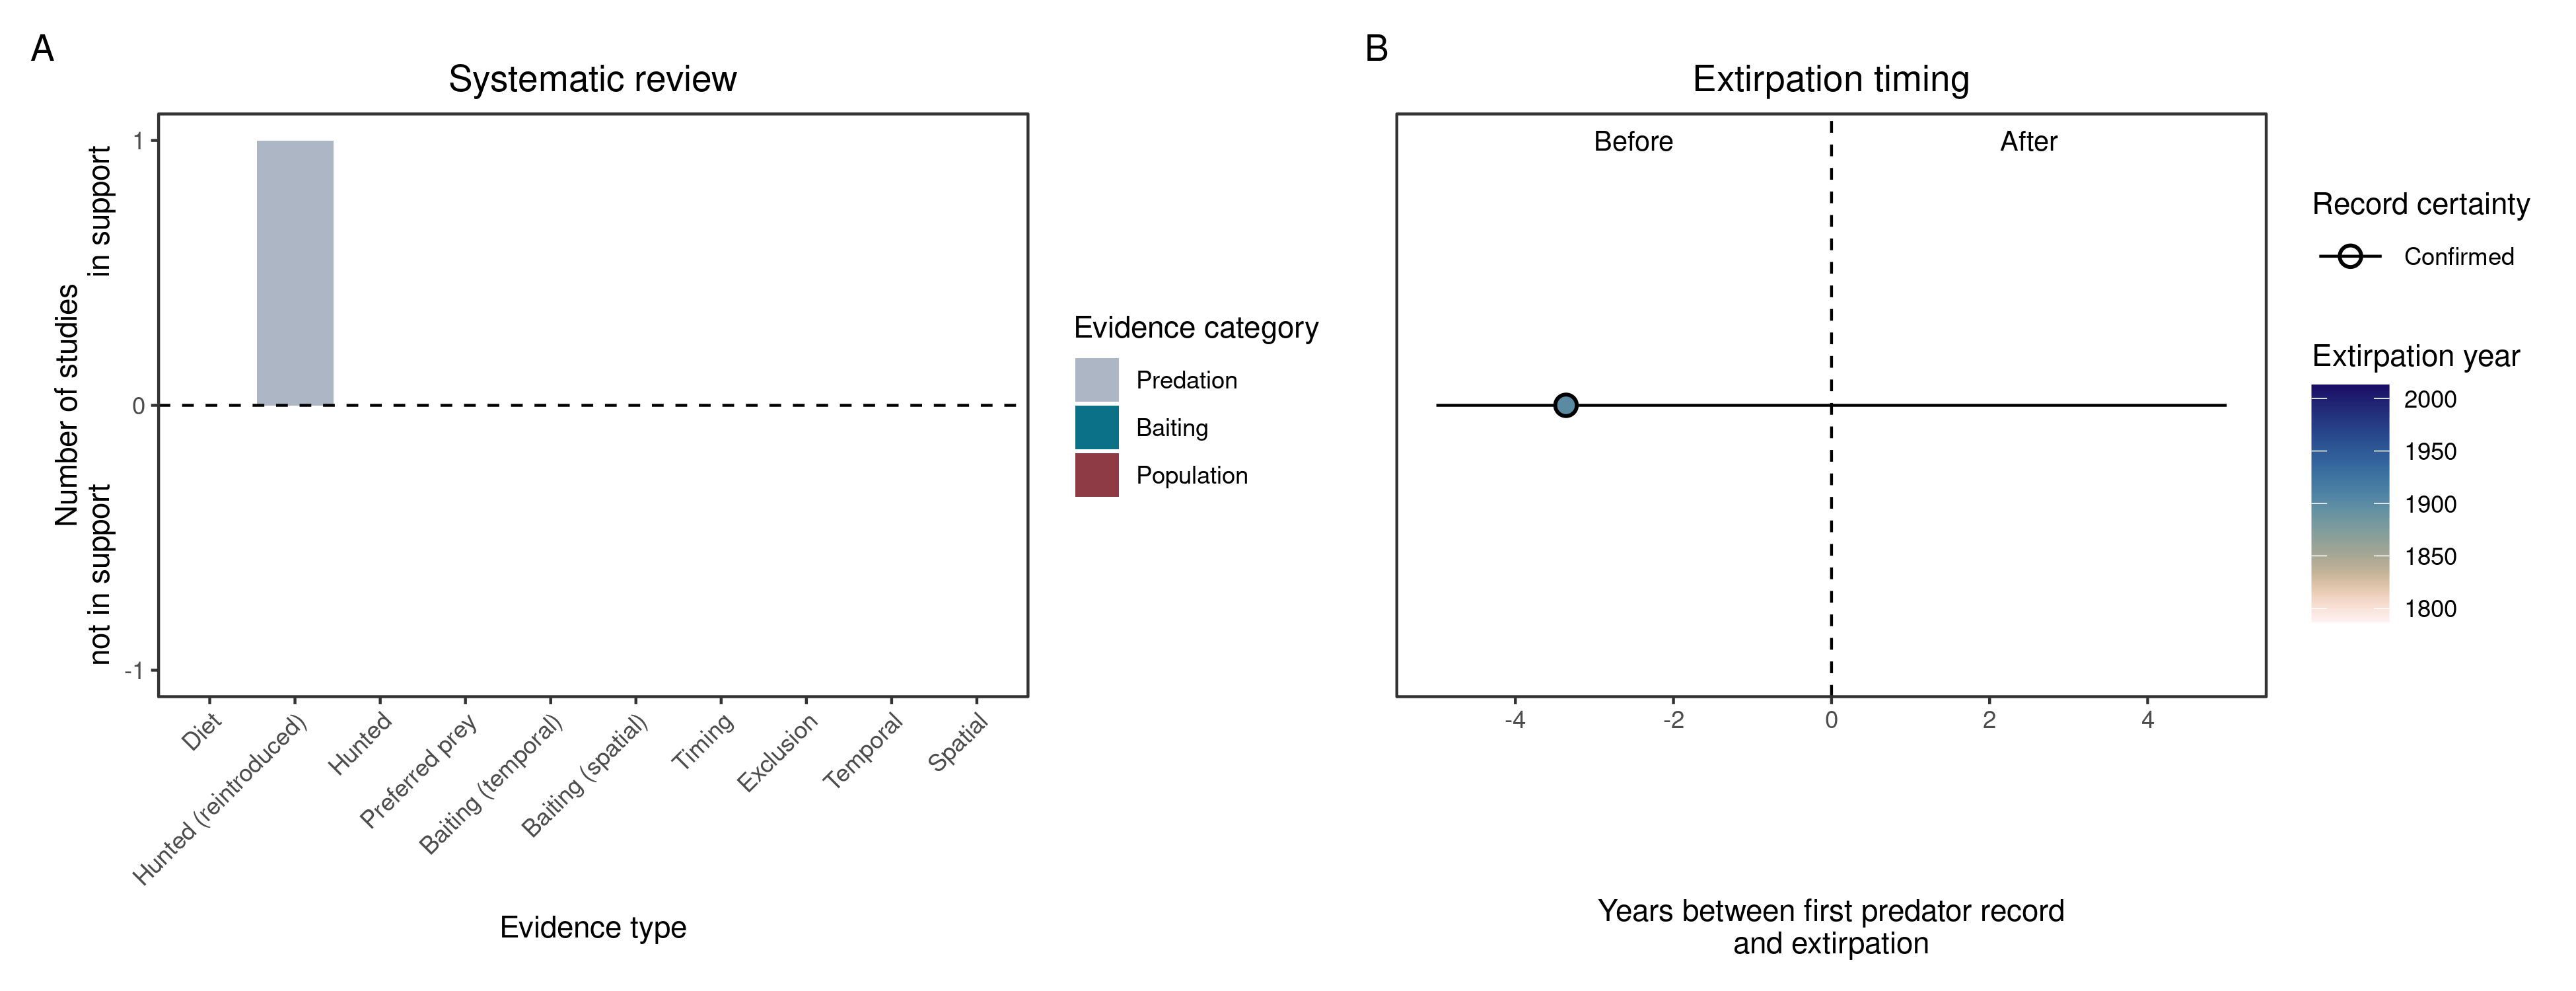 A
Systematic review
Number of studies
not in support
in support
1
0
-1
Diet
Hunted (reintroduced)
Hunted
Preferred prey
Baiting (temporal)
Baiting (spatial)
Timing
Exclusion
Temporal
Spatial
Evidence type
Evidence category
Predation
Baiting
Population
B
Extirpation timing
Before
After
-4
-2
0
2
4
Years between first predator record
and extirpation
Record certainty
Confirmed
Extirpation year
2000
1950
1900
1850
1800